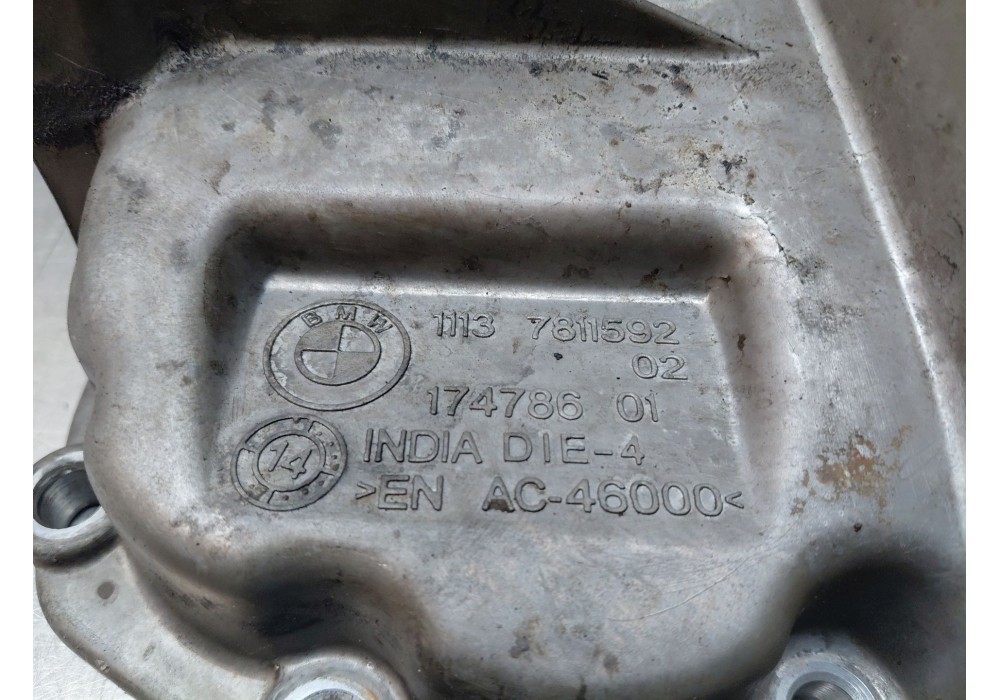 BMW
1113 7811592
02
174786 01
14
INDIA DIE-4
>EN AC-46000<